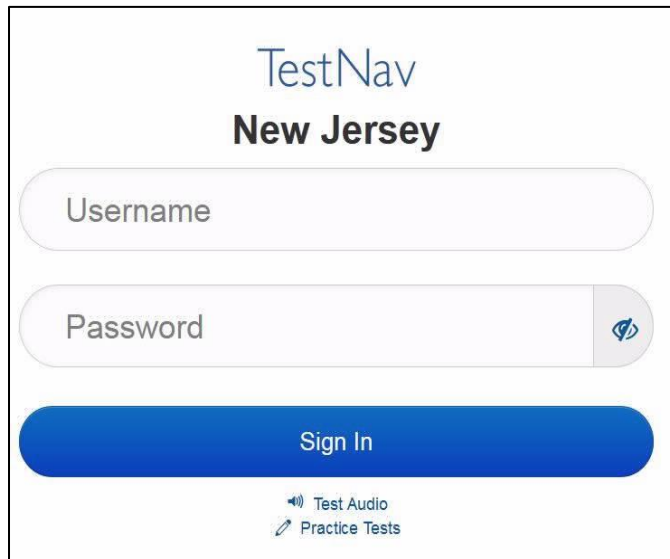 TestNav
New Jersey
Username
Password
Sign In
Test Audio
Practice Tests